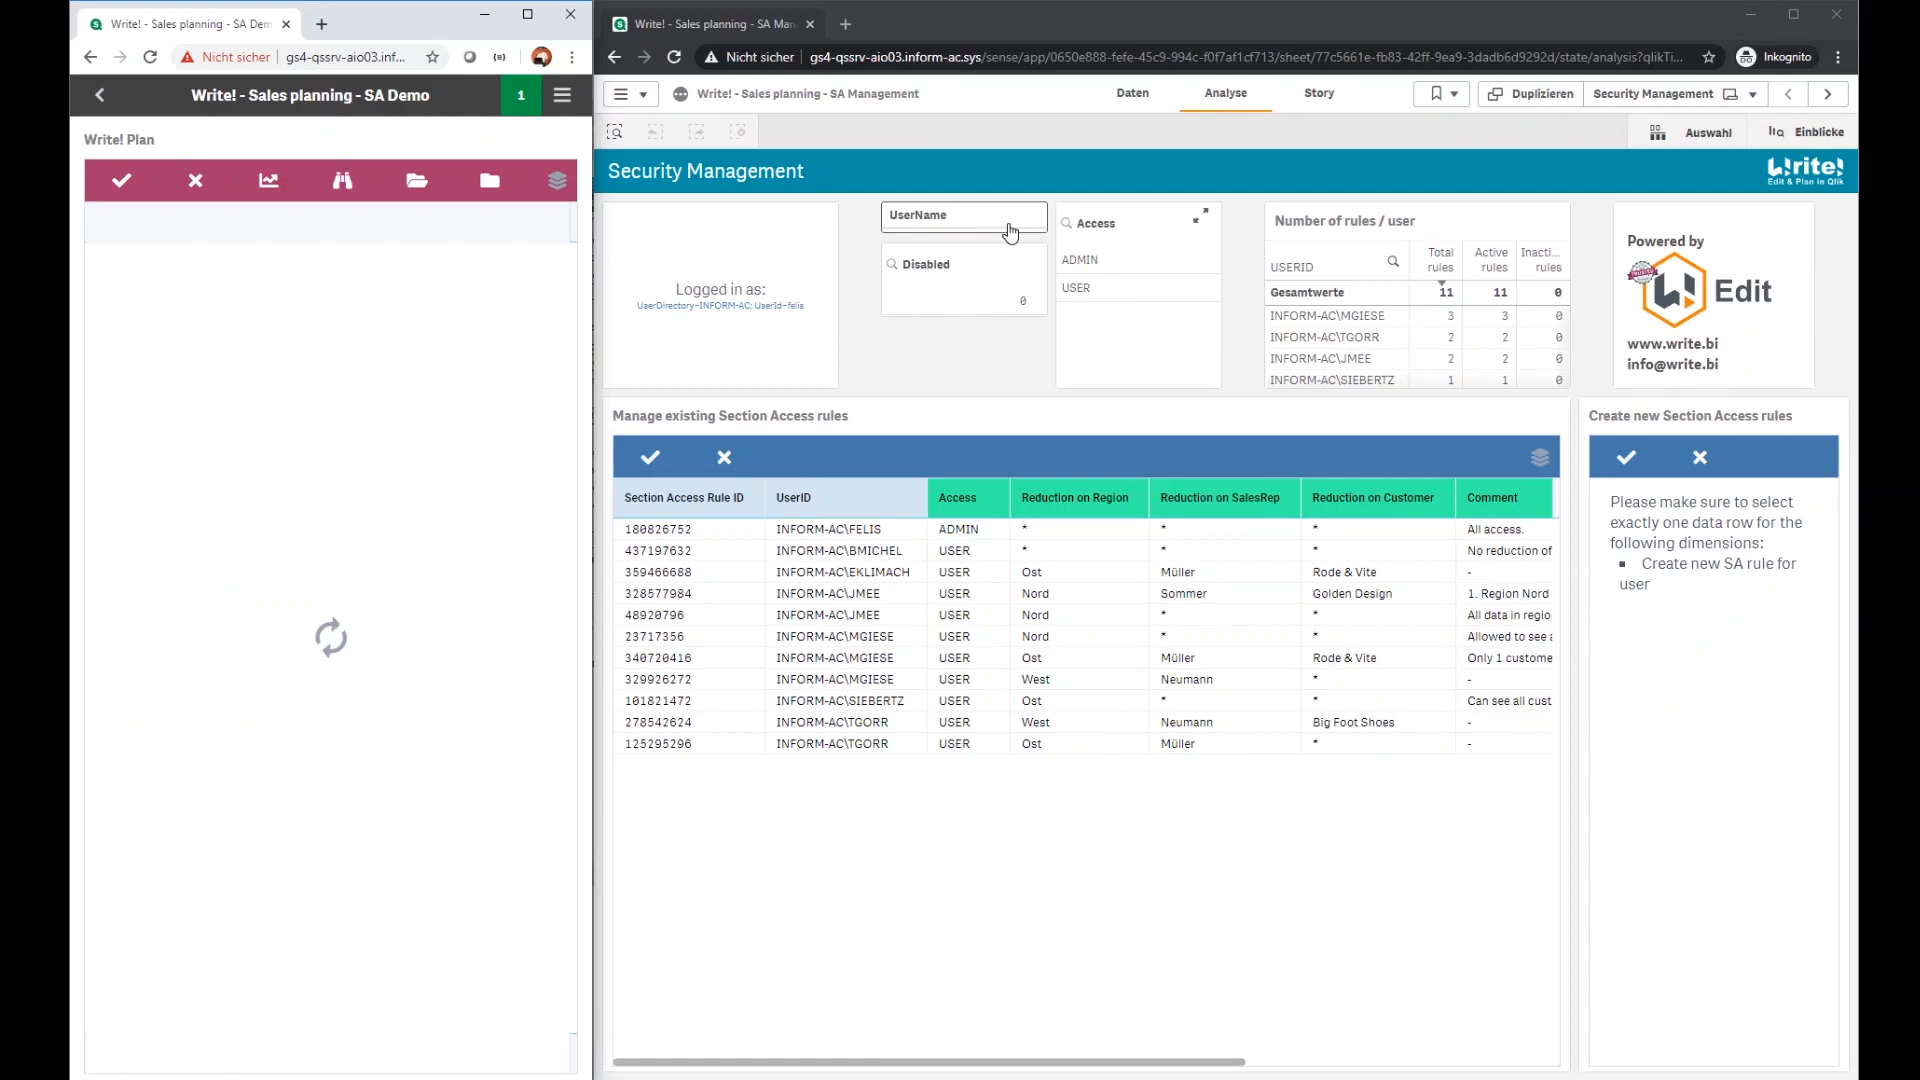 Write! - Sales planning - SA Dem
Nicht sicher
gs4-qssrv-aio03.inf...
Write! - Sales planning - SA Demo
1
Write! Plan
Write! - Sales planning - SA Man
Nicht sicher
gs4-qssrv-aio03.inform-ac.sys/sense/app/0650e888-fefe-45c9-994c-f0f7af1cf713/sheet/77c5661e-fb83-42ff-9ea9-3dadb6d9292d/state/analysis?qlikTi...
Inkognito
Write! - Sales planning - SA Management
Daten
Analyse
Story
Duplizieren
Security Management
Auswahl
Einblicke
Security Management
Write!
Edit & Plan in Qlik
Logged in as:
UserDirectory=INFORM-AC; UserId=felis
UserName
Disabled
0
Access
ADMIN
USER
Number of rules / user
USERID Total rules Active rules Inacti... rules
Gesamtwerte 11 11 0
INFORM-AC\MGIESE 3 3 0
INFORM-AC\TGORR 2 2 0
INFORM-AC\JMEE 2 2 0
INFORM-AC\SIEBERTZ 1 1 0
Powered by
Edit
www.write.bi
info@write.bi
Manage existing Section Access rules
Section Access Rule ID UserID Access Reduction on Region Reduction on SalesRep Reduction on Customer Comment
180826752 INFORM-AC\FELIS ADMIN * * * All access.
437197632 INFORM-AC\BMICHEL USER * * * No reduction of
359466688 INFORM-AC\EKLIMACH USER Ost Müller Rode & Vite -
328577984 INFORM-AC\JMEE USER Nord Sommer Golden Design 1. Region Nord
48920796 INFORM-AC\JMEE USER Nord * * All data in regio
23717356 INFORM-AC\MGIESE USER Nord * * Allowed to see a
340720416 INFORM-AC\MGIESE USER Ost Müller Rode & Vite Only 1 custome
329926272 INFORM-AC\MGIESE USER West Neumann * -
101821472 INFORM-AC\SIEBERTZ USER Ost * * Can see all cust
278542624 INFORM-AC\TGORR USER West Neumann Big Foot Shoes -
125295296 INFORM-AC\TGORR USER Ost Müller * -
Create new Section Access rules
Please make sure to select
exactly one data row for the
following dimensions:
▪ Create new SA rule for
user